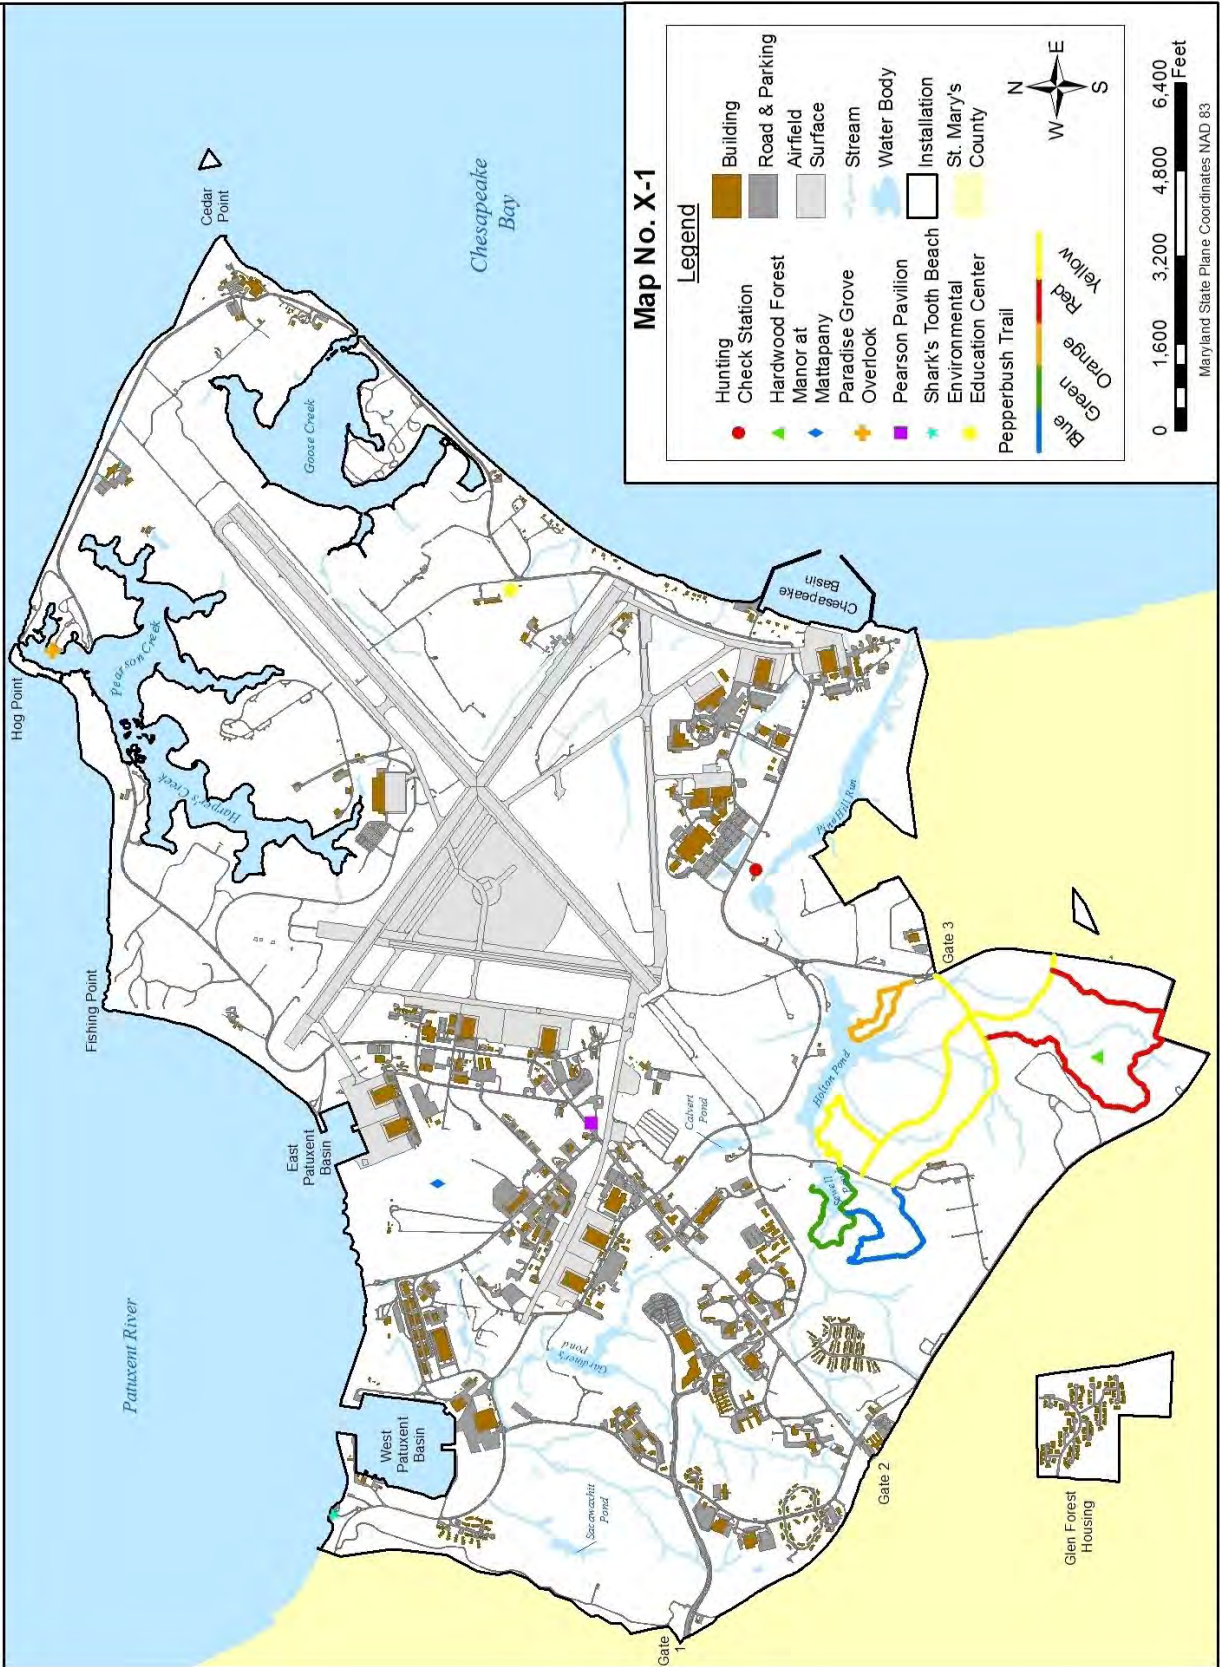 Hog Point
Fishing Point
Cedar
Point
Chesapeake
Bay
Patuxent River
Pearson Creek
Harper's Creek
Goose Creek
East
Patuxent
Basin
West
Patuxent
Basin
Chesapeake
Basin
Pine Hill Run
Holton Pond
Calvert
Pond
Gardiner's
Pond
Sewell
Gate 3
Gate 2
Gate
1
Glen Forest
Housing
Map No. X-1
Legend
Hunting
Check Station
Hardwood Forest
Manor at
Mattapany
Paradise Grove
Overlook
Pearson Pavilion
Shark's Tooth Beach
Environmental
Education Center
Building
Road & Parking
Airfield
Surface
Stream
Water Body
Installation
St. Mary's
County
Pepperbush Trail
Blue
Green
Orange
Red
Yellow
N
W
E
S
0 1,600 3,200 4,800 6,400
Feet
Maryland State Plane Coordinates NAD 83